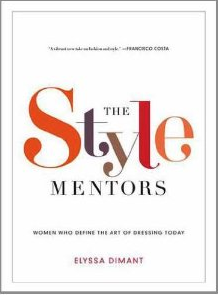 "A vibrant new take on fashion and style." —FRANCISCO COSTA
THE
Style
MENTORS
WOMEN WHO DEFINE THE ART OF DRESSING TODAY
ELYSSA DIMANT